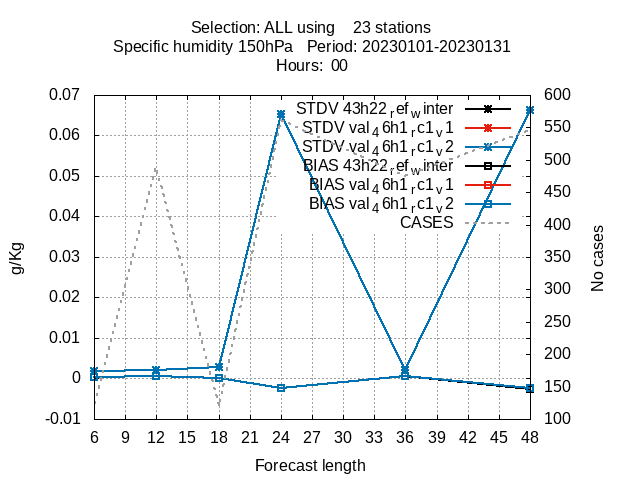 Selection: ALL using 23 stations
Specific humidity 150hPa Period: 20230101-20230131
Hours: 00
0.07
0.06
0.05
0.04
0.03
0.02
0.01
0
-0.01
g/Kg
STDV 43h22_ref_winter
STDV val_46h1_rc1_v1
STDV val_46h1_rc1_v2
BIAS 43h22_ref_winter
BIAS val_46h1_rc1_v1
BIAS val_46h1_rc1_v2
CASES
600
550
500
450
400
350
300
250
200
150
100
No cases
6 9 12 15 18 21 24 27 30 33 36 39 42 45 48
Forecast length